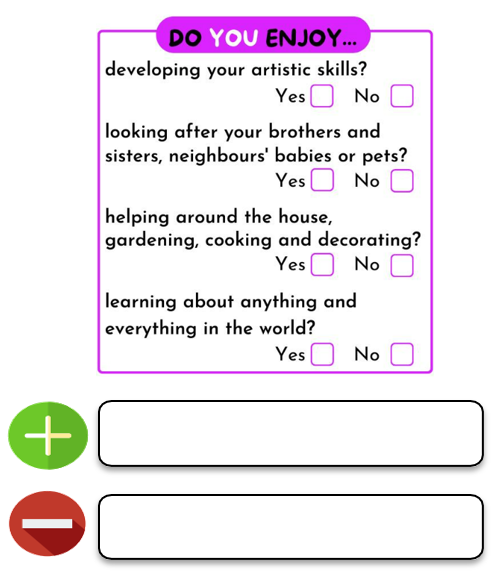 DO YOU ENJOY...
developing your artistic skills?
Yes No
looking after your brothers and
sisters, neighbours' babies or pets?
Yes No
helping around the house,
gardening, cooking and decorating?
Yes No
learning about anything and
everything in the world?
Yes No